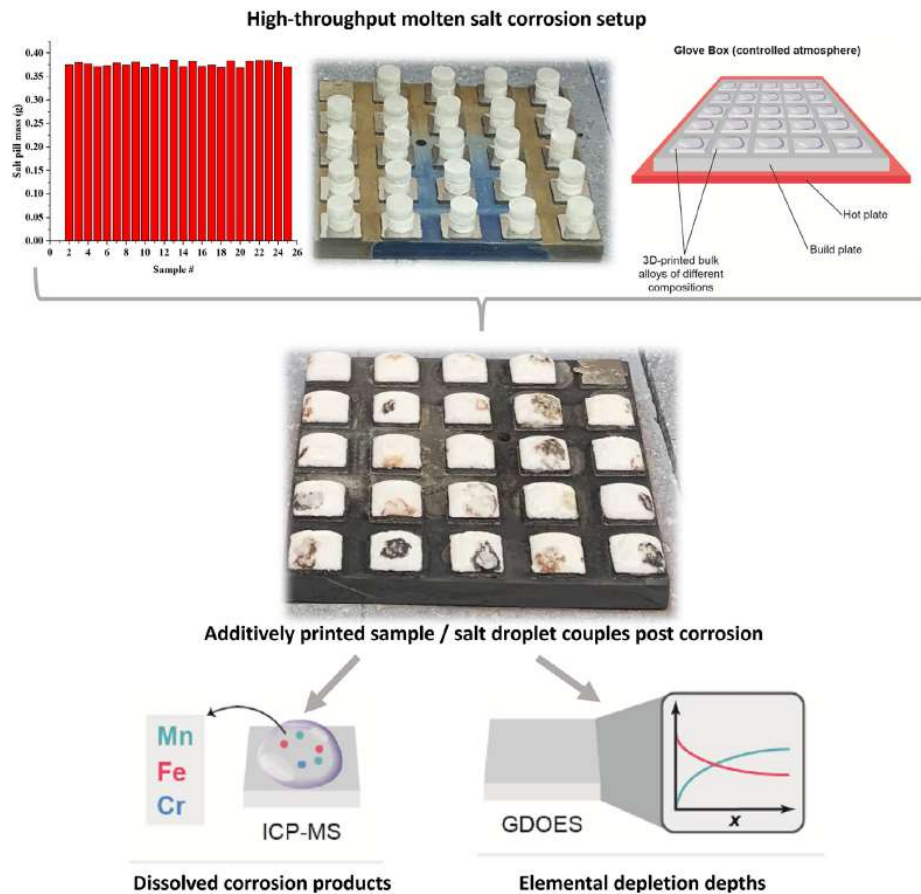 High-throughput molten salt corrosion setup
0.40
0.35
0.30
0.25
0.20
0.15
0.10
0.05
0.00
Salt pill mass (g)
0 2 4 6 8 10 12 14 16 18 20 22 24 26
Sample #
Glove Box (controlled atmosphere)
Hot plate
Build plate
3D-printed bulk
alloys of different
compositions
Additively printed sample / salt droplet couples post corrosion
Mn
Fe
Cr
ICP-MS
GDOES
x
Dissolved corrosion products
Elemental depletion depths